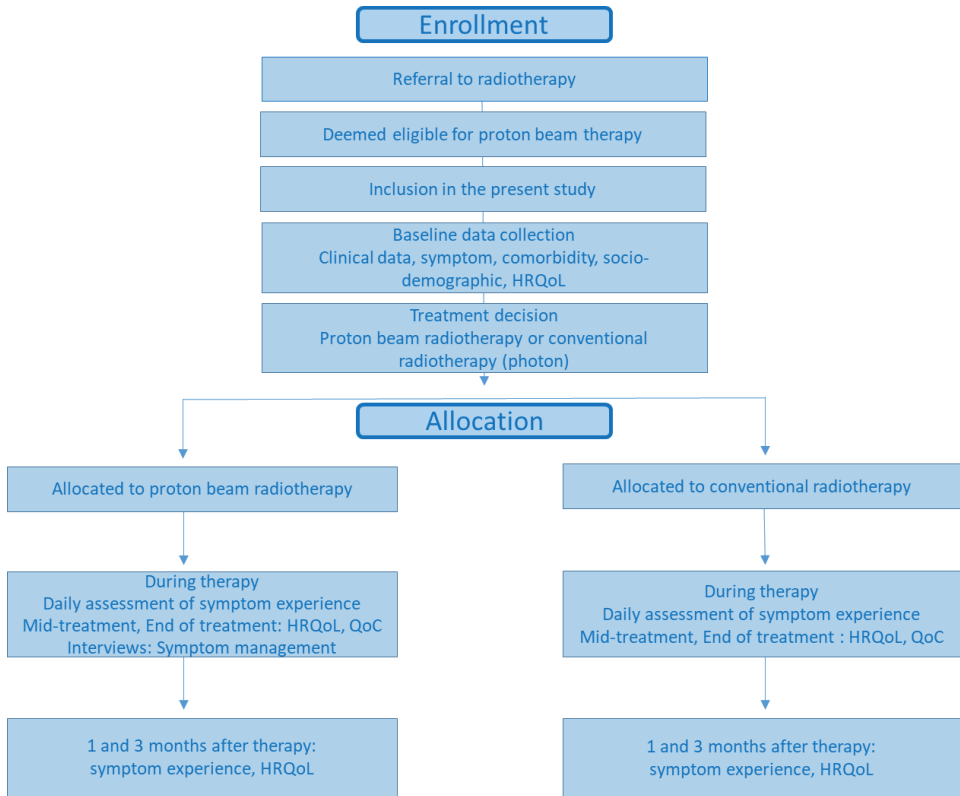 Enrollment
Referral to radiotherapy
Deemed eligible for proton beam therapy
Inclusion in the present study
Baseline data collection
Clinical data, symptom, comorbidity, socio-
demographic, HRQoL
Treatment decision
Proton beam radiotherapy or conventional
radiotherapy (photon)
Allocation
Allocated to proton beam radiotherapy
During therapy
Daily assessment of symptom experience
Mid-treatment, End of treatment: HRQoL, QoC
Interviews: Symptom management
1 and 3 months after therapy:
symptom experience, HRQoL
Allocated to conventional radiotherapy
During therapy
Daily assessment of symptom experience
Mid-treatment, End of treatment : HRQoL, QoC
1 and 3 months after therapy:
symptom experience, HRQoL